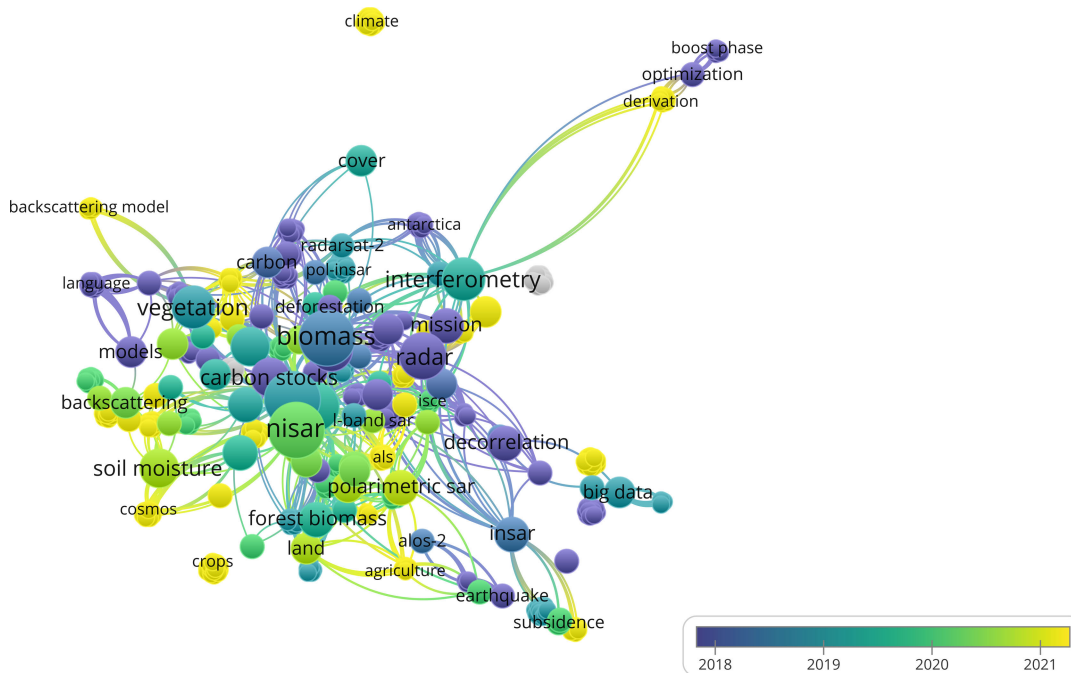 climate
boost phase
optimization
derivation
cover
backscattering model
antarctica
radarsat-2
carbon
pol-insar
language
interferometry
vegetation
deforestation
mission
biomass
models
radar
carbon stocks
backscattering
isce
l-band sar
nisar
decorrelation
als
soil moisture
polarimetric sar
big data
cosmos
forest biomass
insar
alos-2
land
crops
agriculture
earthquake
subsidence
2018 2019 2020 2021